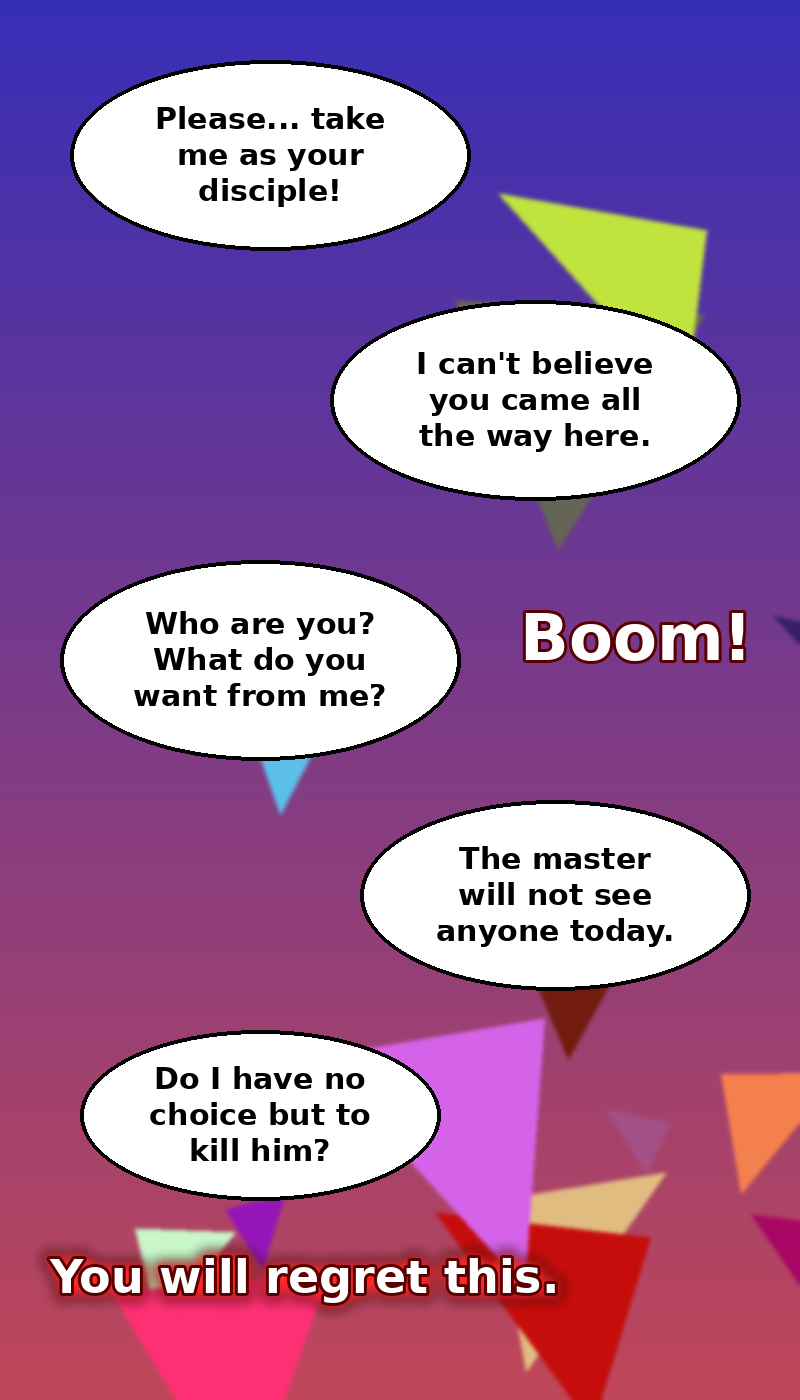 Please... take
me as your
disciple!
I can't believe
you came all
the way here.
Who are you?
What do you
want from me?
Boom!
The master
will not see
anyone today.
Do I have no
choice but to
kill him?
You will regret this.